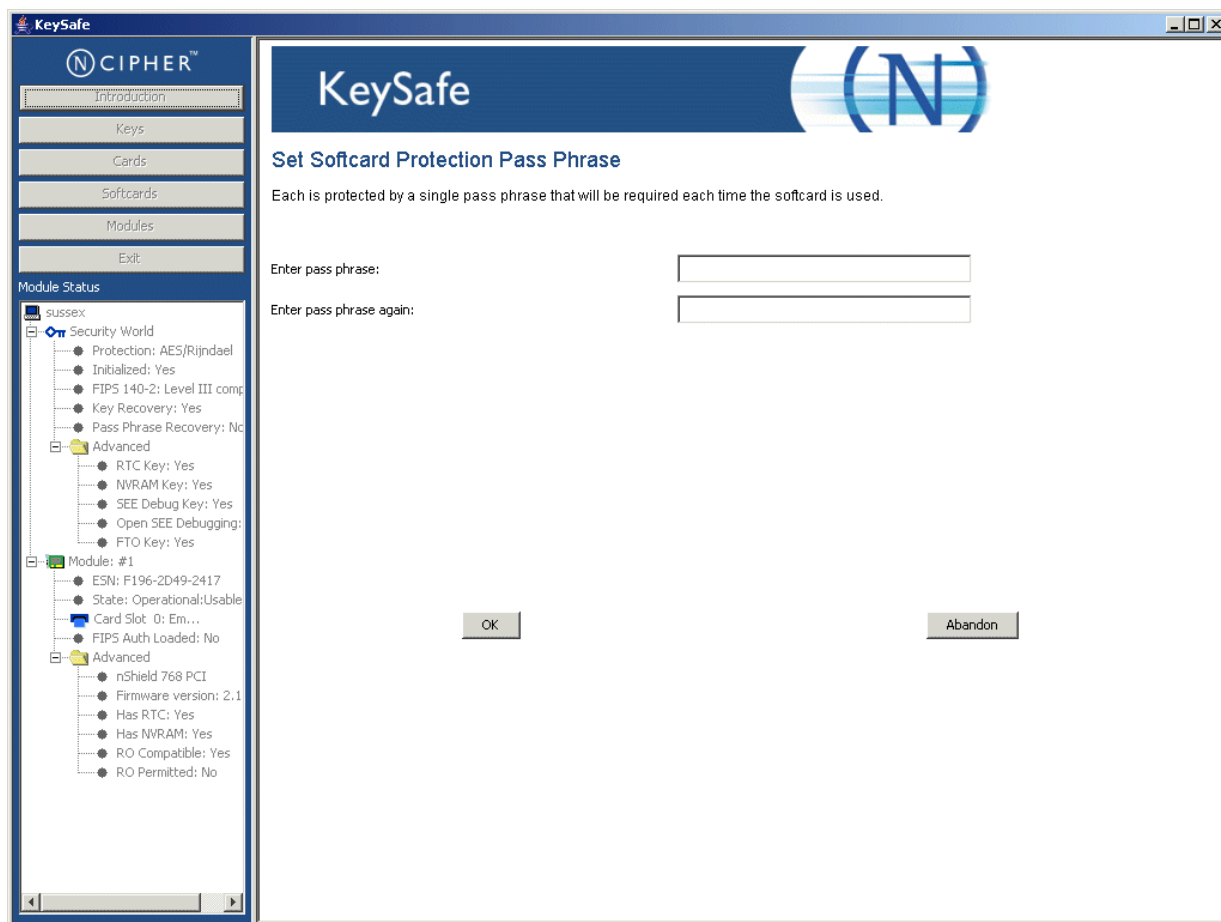 KeySafe
N CIPHER™
Introduction
Keys
Cards
Softcards
Modules
Exit
Module Status
sussex
Security World
Protection: AES/Rijndael
Initialized: Yes
FIPS 140-2: Level III comp
Key Recovery: Yes
Pass Phrase Recovery: No
Advanced
RTC Key: Yes
NVRAM Key: Yes
SEE Debug Key: Yes
Open SEE Debugging:
FTO Key: Yes
Module: #1
ESN: F196-2D49-2417
State: Operational:Usable
Card Slot 0: Em...
FIPS Auth Loaded: No
Advanced
nShield 768 PCI
Firmware version: 2.1
Has RTC: Yes
Has NVRAM: Yes
RO Compatible: Yes
RO Permitted: No
KeySafe
(N)
Set Softcard Protection Pass Phrase
Each is protected by a single pass phrase that will be required each time the softcard is used.
Enter pass phrase:
Enter pass phrase again:
OK
Abandon